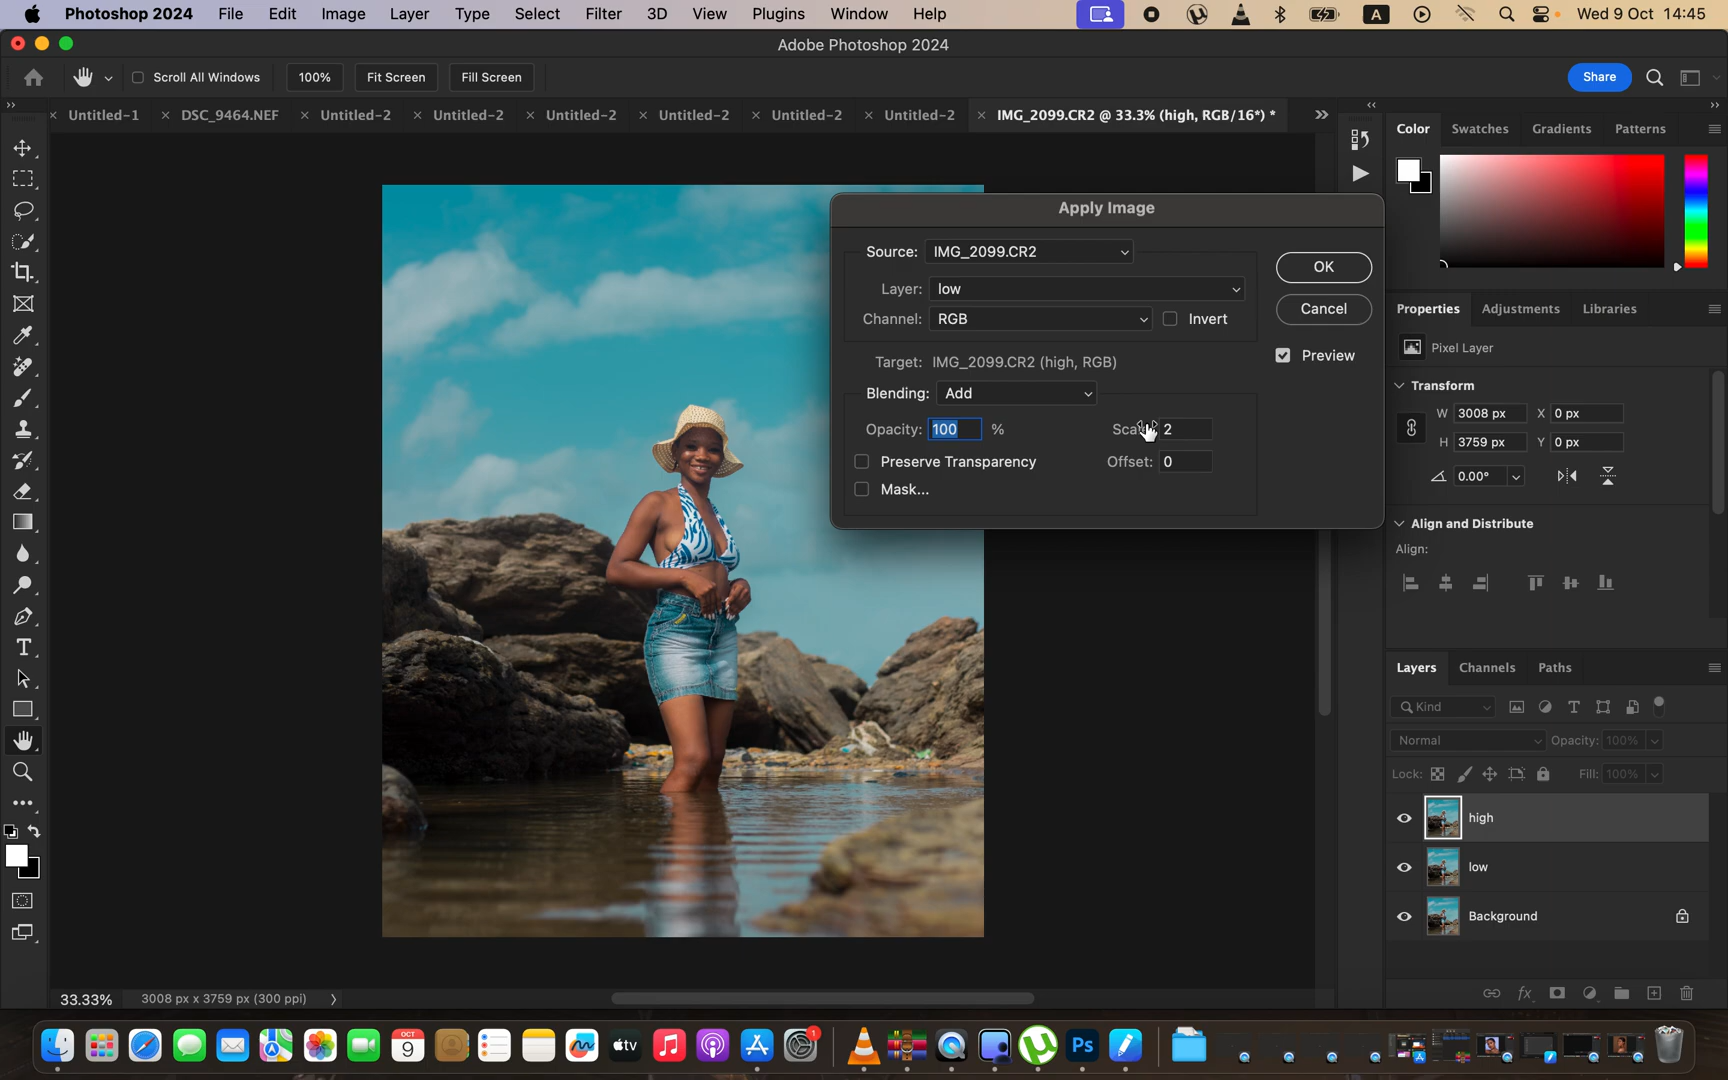 Photoshop 2024 File Edit Image Layer Type Select Filter 3D View Plugins Window Help A Wed 9 Oct 14:45
Adobe Photoshop 2024
Scroll All Windows 100% Fit Screen Fill Screen Share
× Untitled-1 × DSC_9464.NEF × Untitled-2 × Untitled-2 × Untitled-2 × Untitled-2 × Untitled-2 × Untitled-2 × IMG_2099.CR2 @ 33.3% (high, RGB/16*) *
Color Swatches Gradients Patterns
Apply Image
Source: IMG_2099.CR2
OK
Layer: low
Cancel
Channel: RGB Invert
Preview
Target: IMG_2099.CR2 (high, RGB)
Blending: Add
Opacity: 100 % Scale: 2
Preserve Transparency Offset: 0
Mask...
Properties Adjustments Libraries
Pixel Layer
Transform
W 3008 px X 0 px
H 3759 px Y 0 px
0.00°
Align and Distribute
Align:
Layers Channels Paths
Kind
Normal Opacity: 100%
Lock: Fill: 100%
high
low
Background
33.33% 3008 px x 3759 px (300 ppi)
OCT
9
tv
1
Ps